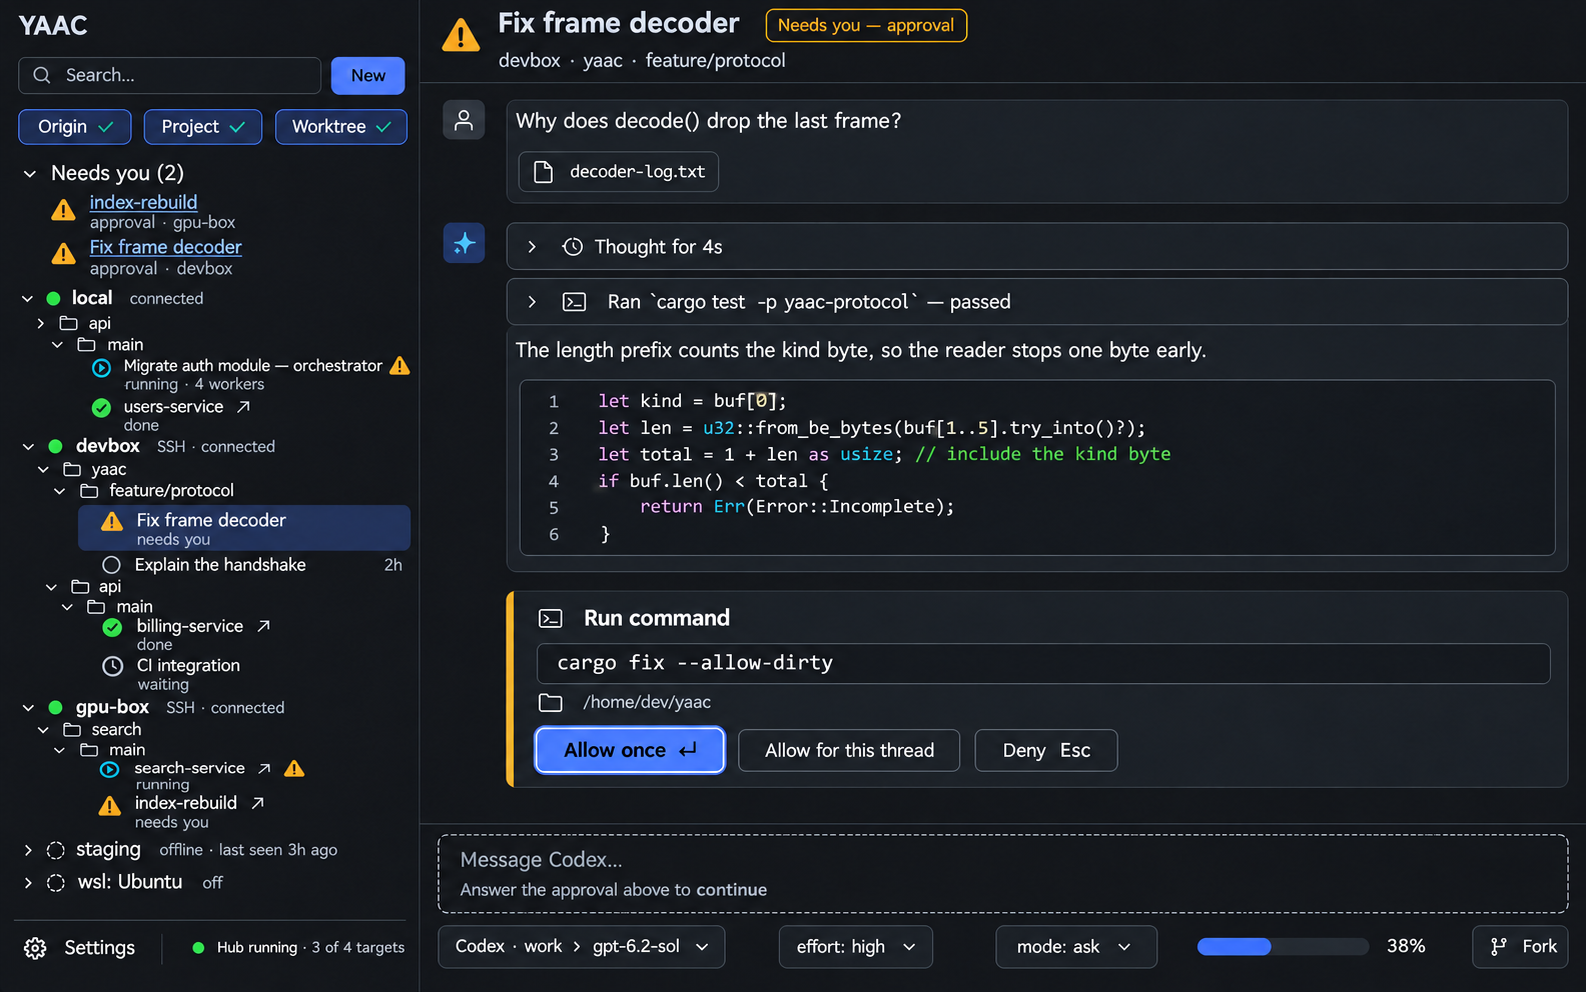 YAAC
Search...
New
Origin
Project
Worktree
Needs you (2)
index-rebuild
approval · gpu-box
Fix frame decoder
approval · devbox
local connected
api
main
Migrate auth module — orchestrator
running · 4 workers
users-service ↗
done
devbox SSH · connected
yaac
feature/protocol
Fix frame decoder
needs you
Explain the handshake 2h
api
main
billing-service ↗
done
CI integration
waiting
gpu-box SSH · connected
search
main
search-service ↗
running
index-rebuild ↗
needs you
staging offline · last seen 3h ago
wsl: Ubuntu off
Settings
Hub running · 3 of 4 targets
Fix frame decoder
Needs you — approval
devbox · yaac · feature/protocol
Why does decode() drop the last frame?
decoder-log.txt
Thought for 4s
Ran `cargo test -p yaac-protocol` — passed
The length prefix counts the kind byte, so the reader stops one byte early.
1 let kind = buf[0];
2 let len = u32::from_be_bytes(buf[1..5].try_into()?);
3 let total = 1 + len as usize; // include the kind byte
4 if buf.len() < total {
5     return Err(Error::Incomplete);
6 }
Run command
cargo fix --allow-dirty
/home/dev/yaac
Allow once ↵
Allow for this thread
Deny Esc
Message Codex...
Answer the approval above to continue
Codex · work › gpt-6.2-sol
effort: high
mode: ask
38%
Fork